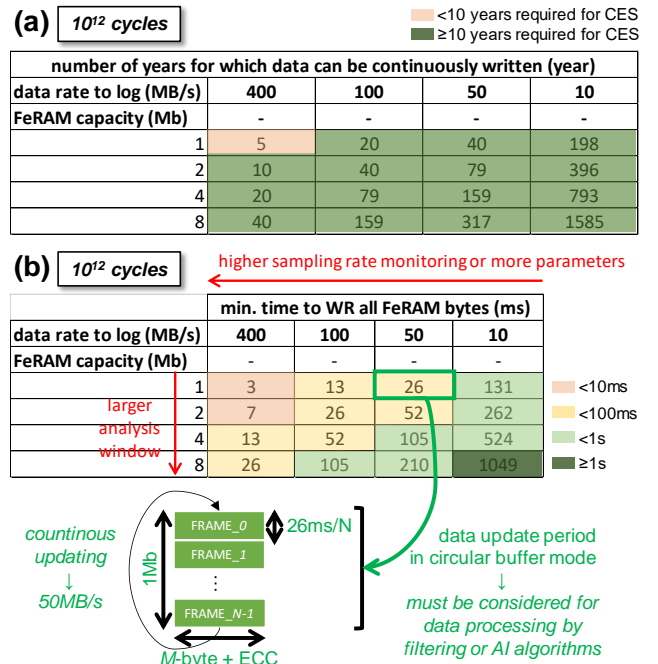 (a) 10¹² cycles
<10 years required for CES
≥10 years required for CES
number of years for which data can be continuously written (year)
data rate to log (MB/s) 400 100 50 10
FeRAM capacity (Mb) - - - -
1 5 20 40 198
2 10 40 79 396
4 20 79 159 793
8 40 159 317 1585
(b) 10¹² cycles
higher sampling rate monitoring or more parameters
min. time to WR all FeRAM bytes (ms)
data rate to log (MB/s) 400 100 50 10
FeRAM capacity (Mb) - - - -
1 3 13 26 131
2 7 26 52 262
4 13 52 105 524
8 26 105 210 1049
larger
analysis
window
<10ms
<100ms
<1s
≥1s
countinous
updating
↓
50MB/s
1Mb
FRAME_0
FRAME_1
⋮
FRAME_N-1
26ms/N
M-byte + ECC
data update period
in circular buffer mode
↓
must be considered for
data processing by
filtering or AI algorithms